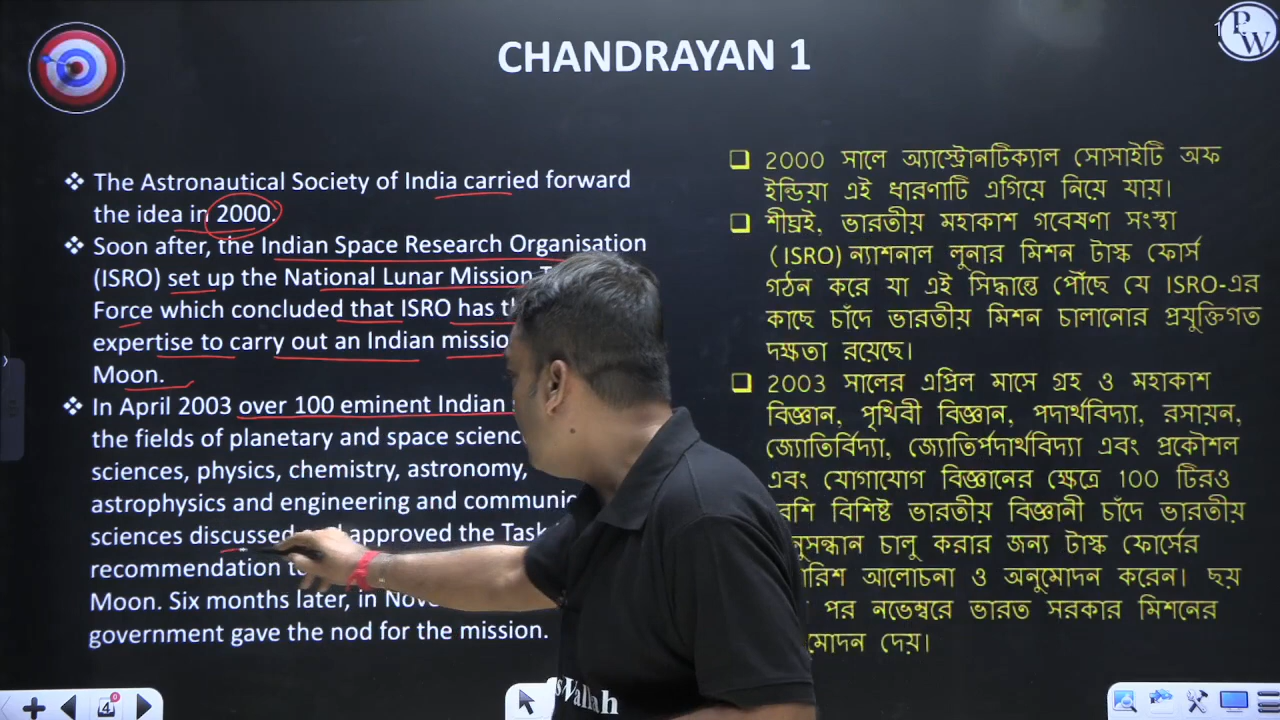 CHANDRAYAN 1
PW
The Astronautical Society of India carried forward
the idea in 2000.
Soon after, the Indian Space Research Organisation
(ISRO) set up the National Lunar Mission
Force which concluded that ISRO has
expertise to carry out an Indian mission
Moon.
In April 2003 over 100 eminent Indian
the fields of planetary and space
sciences, physics, chemistry, astronomy,
astrophysics and engineering and
sciences discussed approved the Task
recommendation
Moon. Six months later, in
government gave the nod for the mission.
2000 সালে অ্যাস্ট্রোনটিক্যাল সোসাইটি অফ
ইন্ডিয়া এই ধারণাটি এগিয়ে নিয়ে যায়।
শীঘ্রই, ভারতীয় মহাকাশ গবেষণা সংস্থা
(ISRO) ন্যাশনাল লুনার মিশন টাস্ক ফোর্স
গঠন করে যা এই সিদ্ধান্তে পৌঁছে যে ISRO-এর
কাছে চাঁদে ভারতীয় মিশন চালানোর প্রযুক্তিগত
দক্ষতা রয়েছে।
2003 সালের এপ্রিল মাসে গ্রহ ও মহাকাশ
বিজ্ঞান, পৃথিবী বিজ্ঞান, পদার্থবিদ্যা, রসায়ন,
জ্যোতির্বিদ্যা, জ্যোতির্পদার্থবিদ্যা এবং প্রকৌশল
এবং যোগাযোগ বিজ্ঞানের ক্ষেত্রে 100 টিরও
বিশিষ্ট ভারতীয় বিজ্ঞানী চাঁদে ভারতীয়
চালু করার জন্য টাস্ক ফোর্সের
আলোচনা ও অনুমোদন করেন। ছয়
পর নভেম্বরে ভারত সরকার মিশনের
দেয়।
4
0